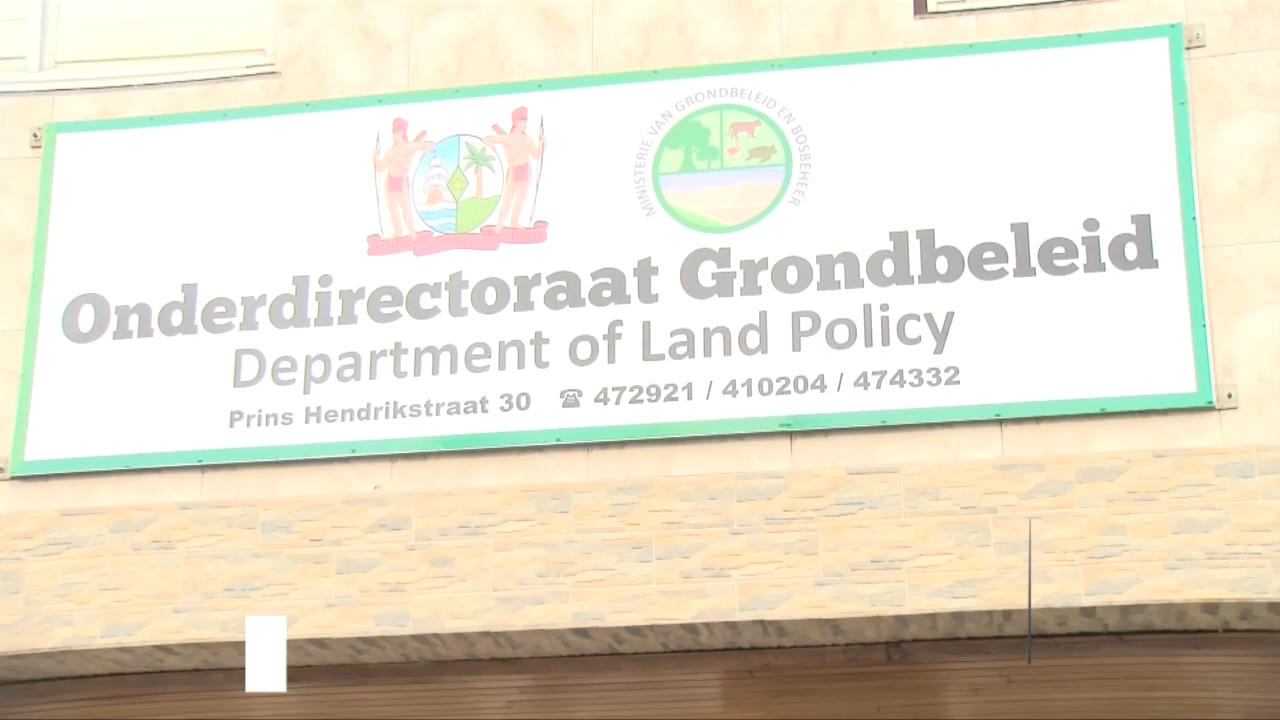 MINISTERIE VAN GRONDBELEID EN BOSBEHEER
Onderdirectoraat Grondbeleid
Department of Land Policy
Prins Hendrikstraat 30 ☎ 472921 / 410204 / 474332